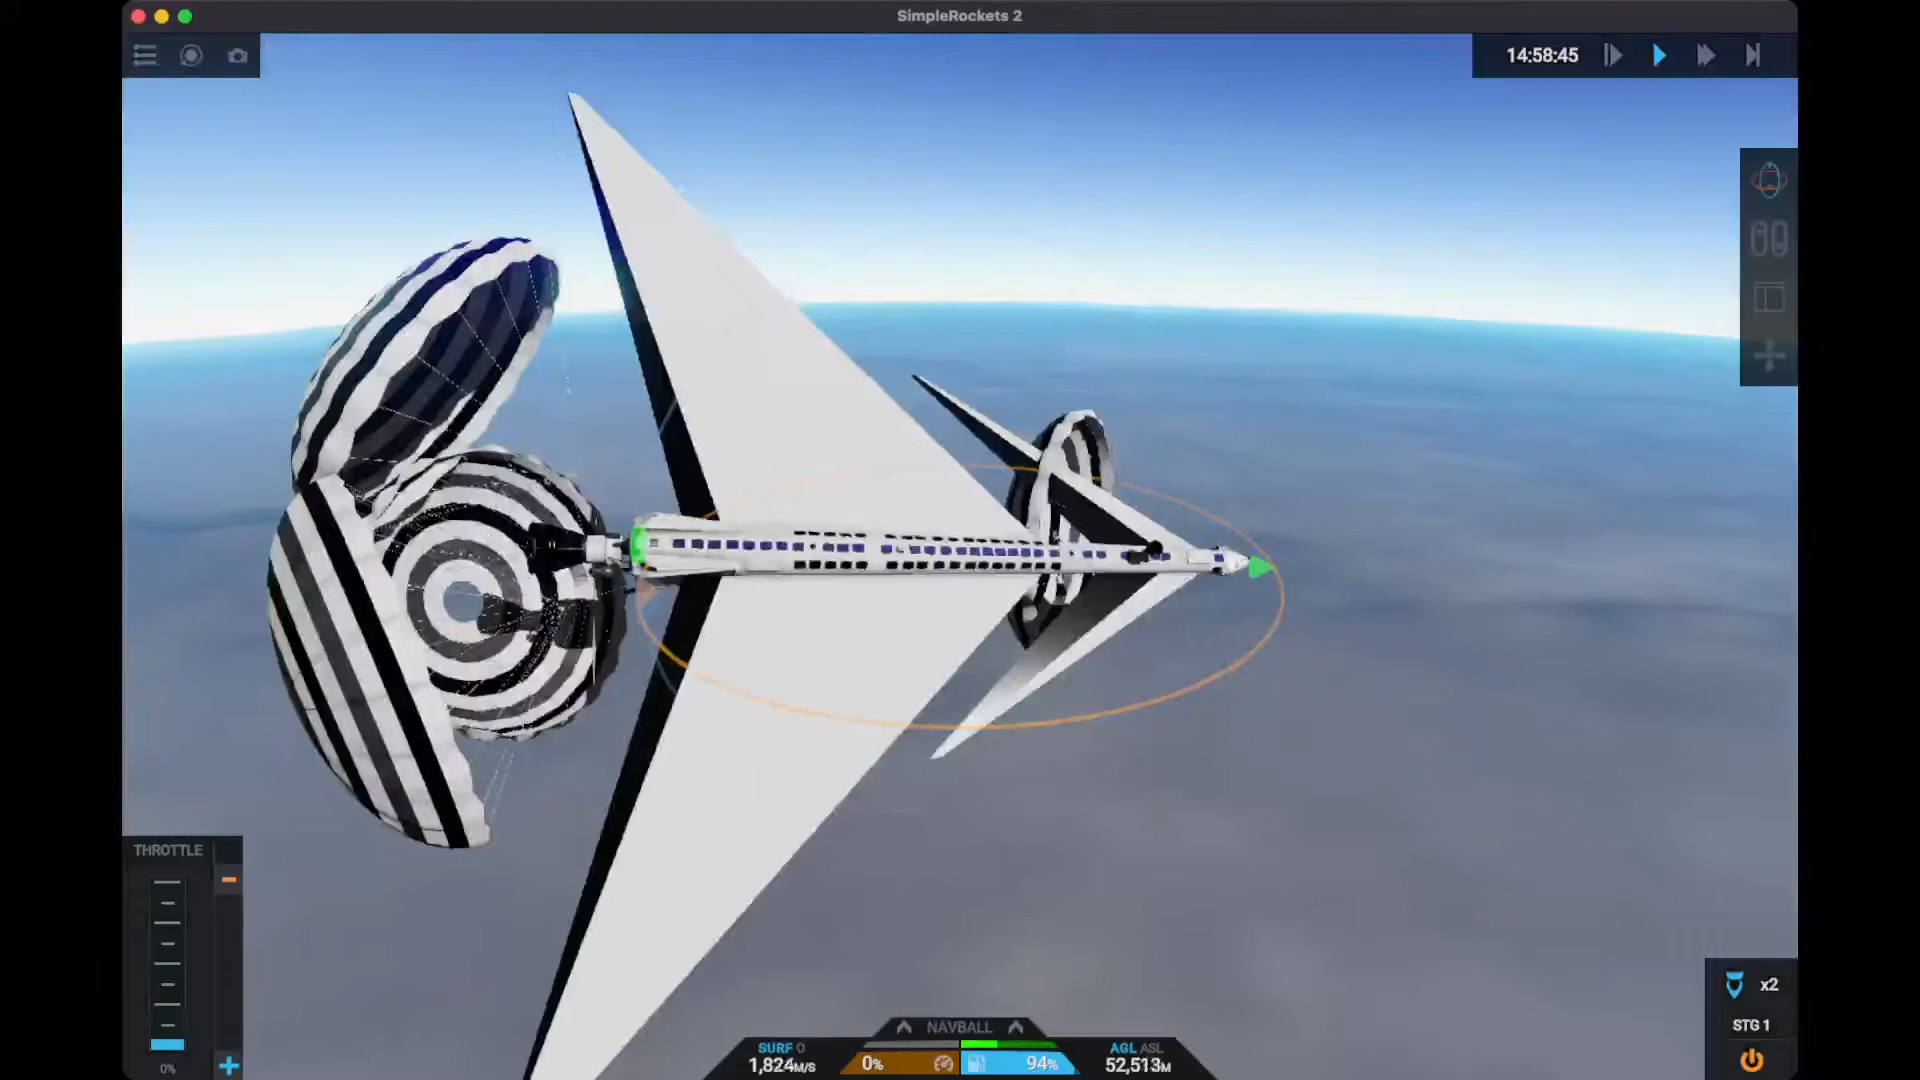 SimpleRockets 2
14:58:45
THROTTLE
0%
NAVBALL
SURF O
1,824M/S
0%
94%
AGL ASL
52,513M
x2
STG 1